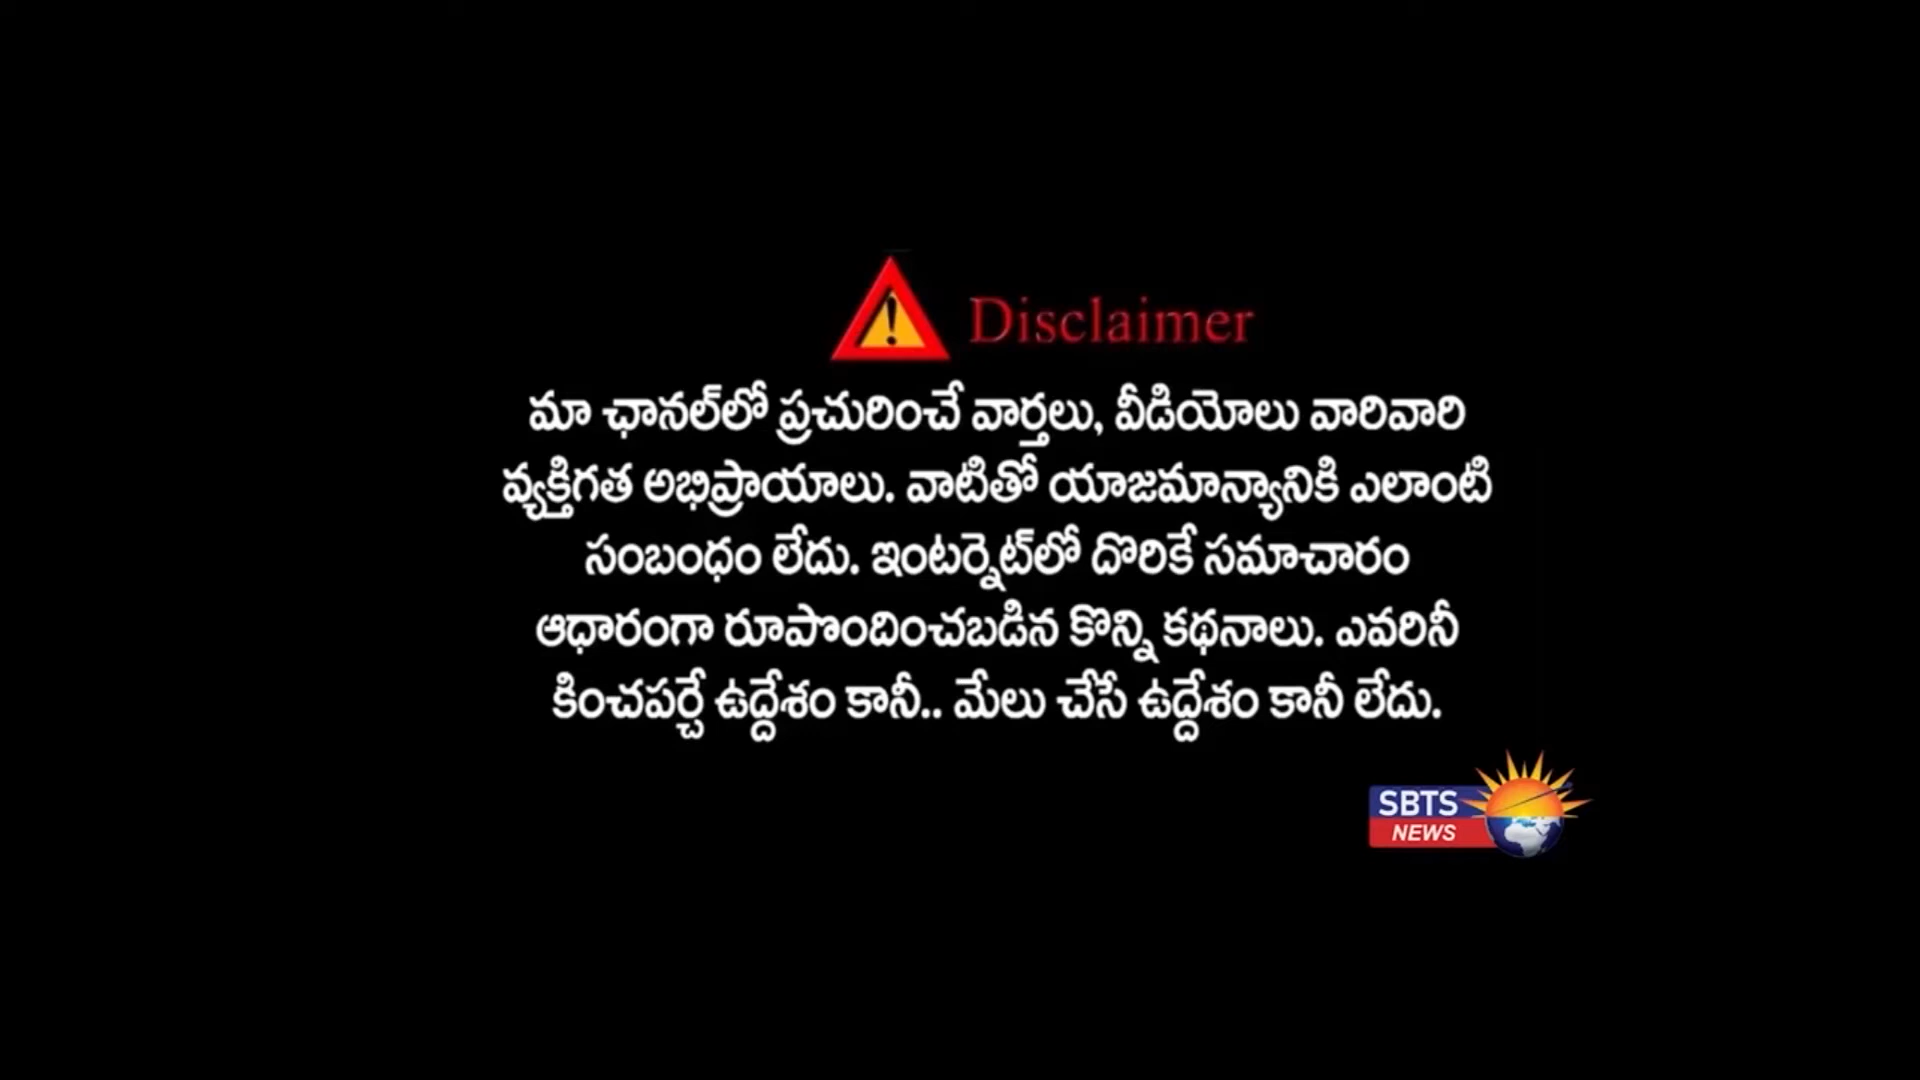 Disclaimer
మా ఛానల్‌లో ప్రచురించే వార్తలు, వీడియోలు వారివారి
వ్యక్తిగత అభిప్రాయాలు. వాటితో యాజమాన్యానికి ఎలాంటి
సంబంధం లేదు. ఇంటర్నెట్‌లో దొరికే సమాచారం
ఆధారంగా రూపొందించబడిన కొన్ని కథనాలు. ఎవరినీ
కించపర్చే ఉద్దేశం కానీ.. మేలు చేసే ఉద్దేశం కానీ లేదు.
SBTS
NEWS